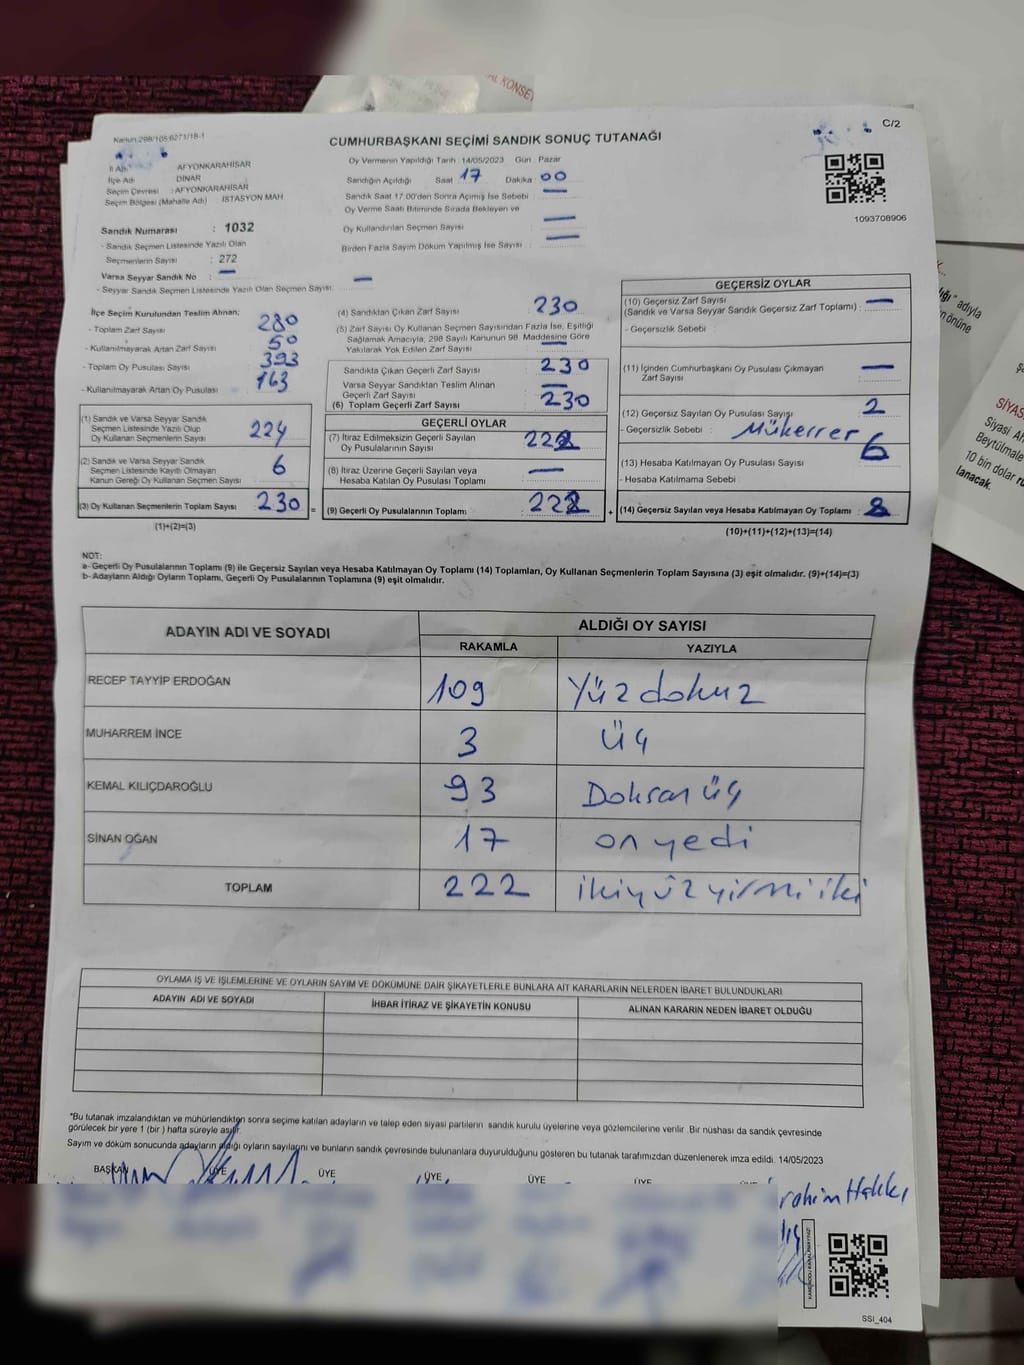 Kanun:298/105-6271/18-1
CUMHURBAŞKANI SEÇİMİ SANDIK SONUÇ TUTANAĞI
C/2
İl Adı : AFYONKARAHİSAR
İlçe Adı DİNAR
Seçim Çevresi : AFYONKARAHİSAR
Seçim Bölgesi (Mahalle Adı) İSTASYON MAH
Oy Vermenin Yapıldığı Tarih : 14/05/2023 Gün : Pazar
Sandığın Açıldığı Saat : 17 Dakika : 00
Sandık Saat 17.00'den Sonra Açımış İse Sebebi : —
Oy Verme Saati Bitiminde Sırada Bekleyen ve
Oy Kullandırılan Seçmen Sayısı : —
Birden Fazla Sayım Döküm Yapılmış İse Sayısı : —
1093708906
Sandık Numarası : 1032
- Sandık Seçmen Listesinde Yazılı Olan
Seçmenlerin Sayısı : 272
Varsa Seyyar Sandık No : —
- Seyyar Sandık Seçmen Listesinde Yazılı Olan Seçmen Sayısı: —
İlçe Seçim Kurulundan Teslim Alınan;
- Toplam Zarf Sayısı : 280
- Kullanılmayarak Artan Zarf Sayısı : 50
- Toplam Oy Pusulası Sayısı : 393
- Kullanılmayarak Artan Oy Pusulası : 163
(1) Sandık ve Varsa Seyyar Sandık
Seçmen Listesinde Yazılı Olup
Oy Kullanan Seçmenlerin Sayısı : 224
(2) Sandık ve Varsa Seyyar Sandık
Seçmen Listesinde Kayıtlı Olmayan
Kanun Gereği Oy Kullanan Seçmen Sayısı : 6
(3) Oy Kullanan Seçmenlerin Toplam Sayısı : 230 =
(1)+(2)=(3)
(4) Sandıktan Çıkan Zarf Sayısı : 230
(5) Zarf Sayısı Oy Kullanan Seçmen Sayısından Fazla İse, Eşitliği
Sağlamak Amacıyla, 298 Sayılı Kanunun 98. Maddesine Göre
Yakılarak Yok Edilen Zarf Sayısı : —
Sandıkta Çıkan Geçerli Zarf Sayısı : 230
Varsa Seyyar Sandıktan Teslim Alınan
Geçerli Zarf Sayısı : —
(6) Toplam Geçerli Zarf Sayısı : 230
GEÇERLİ OYLAR
(7) İtiraz Edilmeksizin Geçerli Sayılan
Oy Pusulasının Sayısı : 222
(8) İtiraz Üzerine Geçerli Sayılan veya
Hesaba Katılan Oy Pusulası Toplamı : —
(9) Geçerli Oy Pusulalarının Toplamı : 222 +
GEÇERSİZ OYLAR
(10) Geçersiz Zarf Sayısı
(Sandık ve Varsa Seyyar Sandık Geçersiz Zarf Toplamı) : —
- Geçersizlik Sebebi :
(11) İçinden Cumhurbaşkanı Oy Pusulası Çıkmayan
Zarf Sayısı : —
(12) Geçersiz Sayılan Oy Pusulası Sayısı : 2
- Geçersizlik Sebebi : Mükerrer
(13) Hesaba Katılmayan Oy Pusulası Sayısı : 6
- Hesaba Katılmama Sebebi :
(14) Geçersiz Sayılan veya Hesaba Katılmayan Oy Toplamı : 8
(10)+(11)+(12)+(13)=(14)
NOT:
a- Geçerli Oy Pusulalarının Toplamı (9) ile Geçersiz Sayılan veya Hesaba Katılmayan Oy Toplamı (14) Toplamları, Oy Kullanan Seçmenlerin Toplam Sayısına (3) eşit olmalıdır. (9)+(14)=(3)
b- Adayların Aldığı Oyların Toplamı, Geçerli Oy Pusulalarının Toplamına (9) eşit olmalıdır.
ADAYIN ADI VE SOYADI ALDIĞI OY SAYISI
RAKAMLA YAZIYLA
RECEP TAYYİP ERDOĞAN 109 Yüzdokuz
MUHARREM İNCE 3 Üç
KEMAL KILIÇDAROĞLU 93 Doksan üç
SİNAN OĞAN 17 on yedi
TOPLAM 222 ikiyüz yirmi iki
OYLAMA İŞ VE İŞLEMLERİNE VE OYLARIN SAYIM VE DÖKÜMÜNE DAİR ŞİKAYETLERLE BUNLARA AİT KARARLARIN NELERDEN İBARET BULUNDUKLARI
ADAYIN ADI VE SOYADI İHBAR İTİRAZ VE ŞİKAYETİN KONUSU ALINAN KARARIN NEDEN İBARET OLDUĞU
*Bu tutanak imzalandıktan ve mühürlendikten sonra seçime katılan adayların ve talep eden siyasi partilerin sandık kurulu üyelerine veya gözlemcilerine verilir .Bir nüshası da sandık çevresinde
görülecek bir yere 1 (bir ) hafta süreyle asılır.
Sayım ve döküm sonucunda adayların aldığı oyların sayılarını ve bunların sandık çevresinde bulunanlara duyurulduğunu gösteren bu tutanak tarafımızdan düzenlenerek imza edildi. 14/05/2023
BAŞKAN ÜYE ÜYE ÜYE ÜYE ÜYE
rahim Hakkı
SSI_404
AL KONSEY
adıyla
önüne
SİYAS
Siyasi
Beytülmale
10 bin dolar
lanacak.